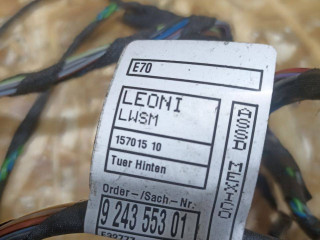 E70
LEONI
LWSM
157015 10
Tuer Hinten
ASSD MEXICO
Order-/Sach-Nr.
9 243 553 01